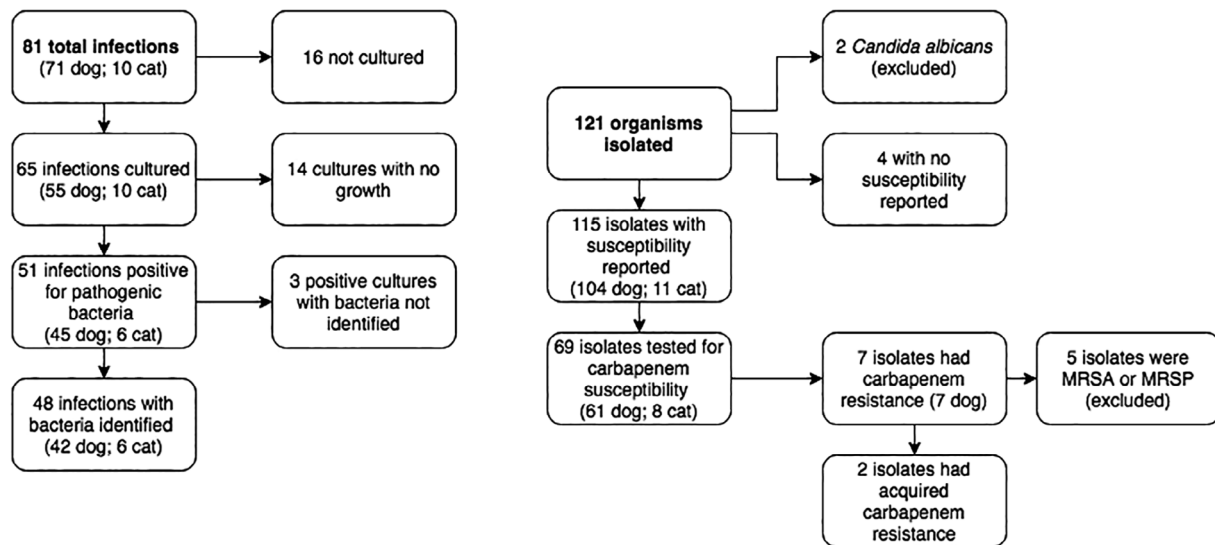 81 total infections
(71 dog; 10 cat)
16 not cultured
65 infections cultured
(55 dog; 10 cat)
14 cultures with no
growth
51 infections positive
for pathogenic
bacteria
(45 dog; 6 cat)
3 positive cultures
with bacteria not
identified
48 infections with
bacteria identified
(42 dog; 6 cat)
121 organisms
isolated
2 Candida albicans
(excluded)
4 with no
susceptibility
reported
115 isolates with
susceptibility
reported
(104 dog; 11 cat)
69 isolates tested for
carbapenem
susceptibility
(61 dog; 8 cat)
7 isolates had
carbapenem
resistance (7 dog)
5 isolates were
MRSA or MRSP
(excluded)
2 isolates had
acquired
carbapenem
resistance